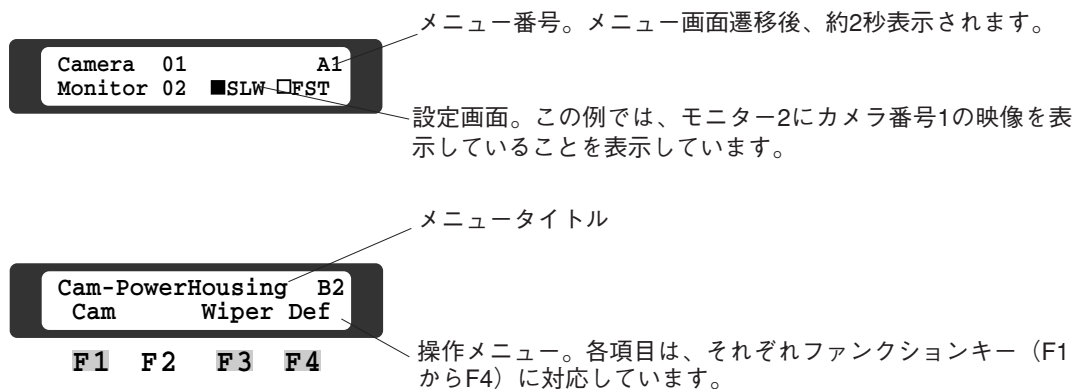 メニュー番号。メニュー画面遷移後、約2秒表示されます。
Camera 01 A1
Monitor 02 ■SLW □FST
設定画面。この例では、モニター2にカメラ番号1の映像を表
示していることを表示しています。
メニュータイトル
Cam-PowerHousing B2
Cam Wiper Def
F1 F2 F3 F4
操作メニュー。各項目は、それぞれファンクションキー（F1
からF4）に対応しています。